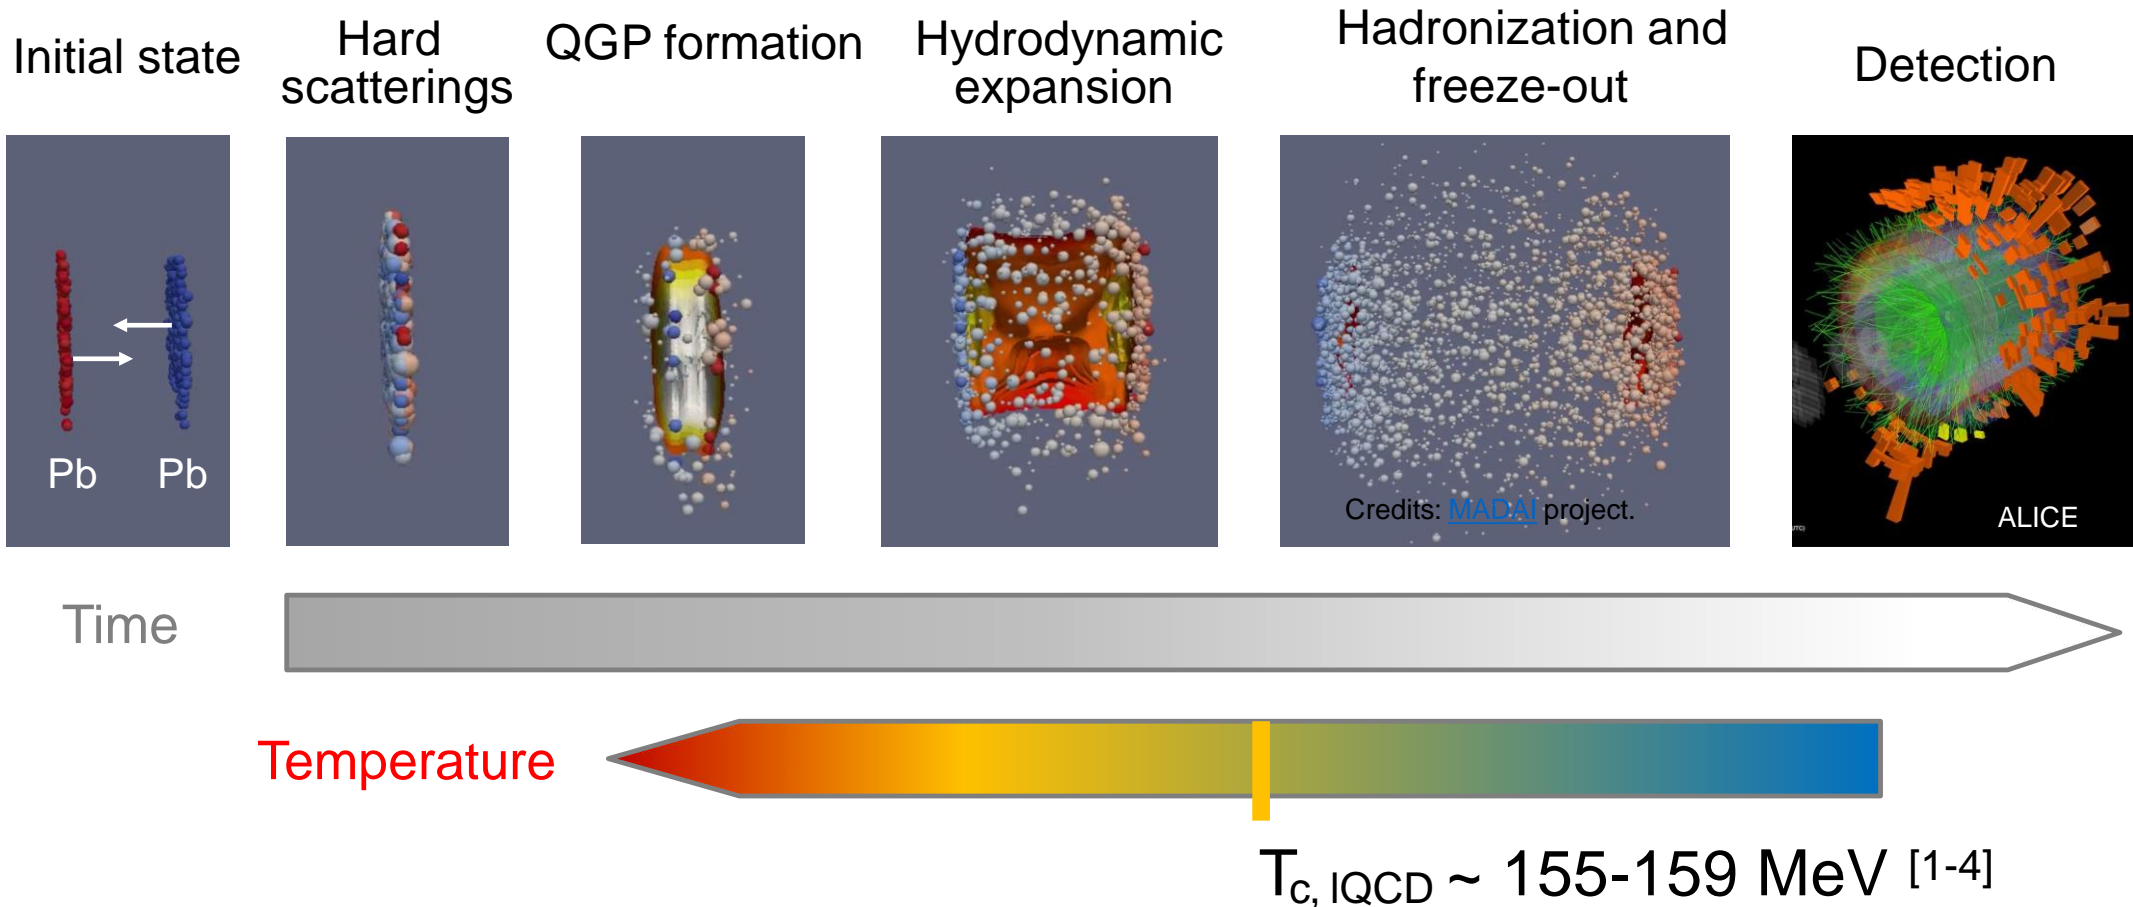 Initial state
Hard
scatterings
QGP formation
Hydrodynamic
expansion
Hadronization and
freeze-out
Detection
Pb Pb
Credits: MADAI project.
ALICE
Time
Temperature
Tc, lQCD ~ 155-159 MeV [1-4]